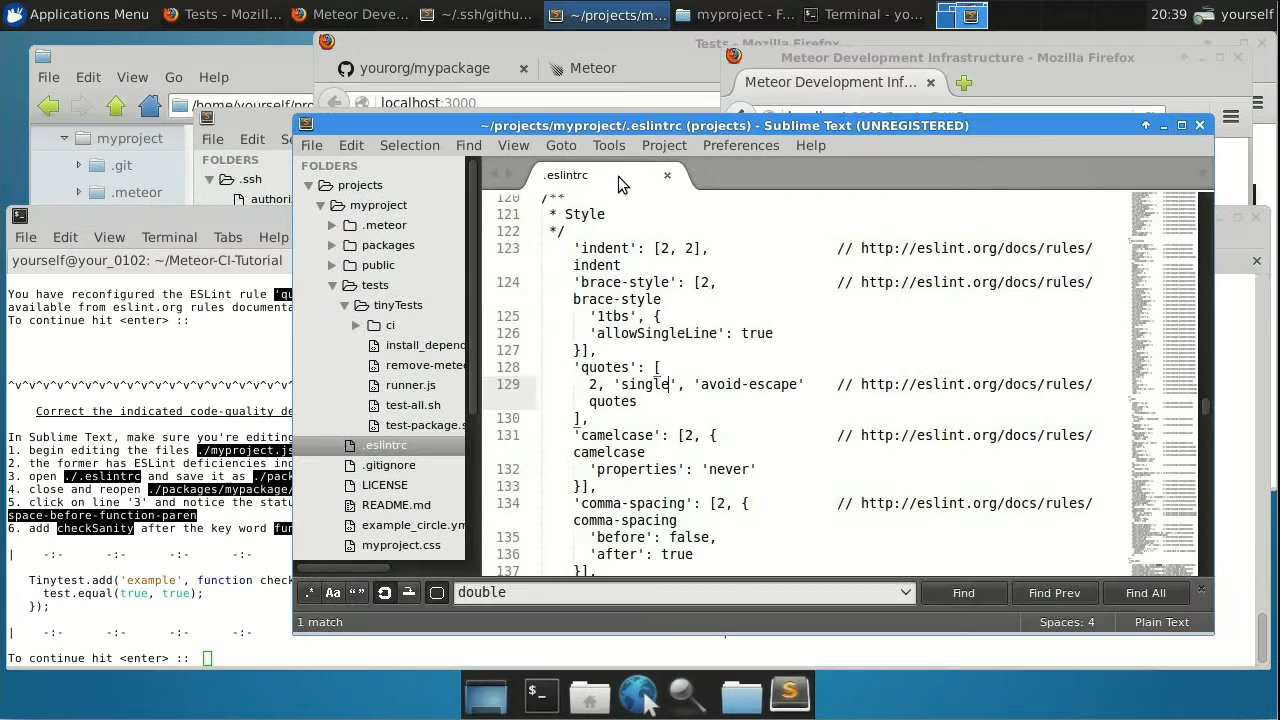 Applications Menu
Tests - Mozill...
Meteor Deve...
~/.ssh/githu...
~/projects/m...
myproject - F...
Terminal - yo...
20:39
yourself
Tests - Mozilla Firefox
File Edit View Go Help
yourorg/mypackage
Meteor
Meteor Development Infrastructure - Mozilla Firefox
Meteor Development Inf...
/home/yourself/pro
localhost:3000
myproject
.git
.meteor
File Edit
FOLDERS
.ssh
~/projects/myproject/.eslintrc (projects) - Sublime Text (UNREGISTERED)
File Edit Selection Find View Goto Tools Project Preferences Help
FOLDERS
projects
myproject
.meteor
packages
public
tests
tinyTests
ci
install_depend
remove-meteo
runner.js
test-all.sh
test-package.
.eslintrc
.gitignore
LICENSE
README.md
example_circle.yml
myproject.css
.eslintrc
120 /**
121 * Style
122 */
123 'indent': [2, 2] // http://eslint.org/docs/rules/
indent
124 'brace-style': [2, // http://eslint.org/docs/rules/
brace-style
125 '1tbs', {
126 'allowSingleLine': true
127 }],
128 'quotes': [
129 2, 'single', 'avoid-escape' // http://eslint.org/docs/rules/
quotes
130 ],
131 'camelcase': [2, // http://eslint.org/docs/rules/
camelcase
132 'properties': 'never'
133 }],
134 'comma-spacing': [2, { // http://eslint.org/docs/rules/
comma-spacing
135 'before': false,
136 'after': true
137 }],
.* Aa “ ”
double
Find
Find Prev
Find All
1 match
Spaces: 4
Plain Text
File Edit View Terminal Tabs Help
yourself@your_0102: ~/Meteor-CI-Tutorial
You have reconfigured the ESLint rule 'qu
available from eslint.org rules documenta
To continue hit <enter> ::
Correct the indicated code-quality de
In Sublime Text, make sure you're editing
1. begin editing the files ./myproject.js
2. the former has ESLint deficiencies ind
3. open ./.eslintrc and save it as ./pack
4. close and reopen ./packages/mypackage/
5. click on line '3' and notice the stat
space-before-function-paren
6. add checkSanity after the key word fun
| -:- -:- -:- -:-
Tinytest.add('example', function check
test.equal(true, true);
});
| -:- -:- -:- -:-
To continue hit <enter> ::